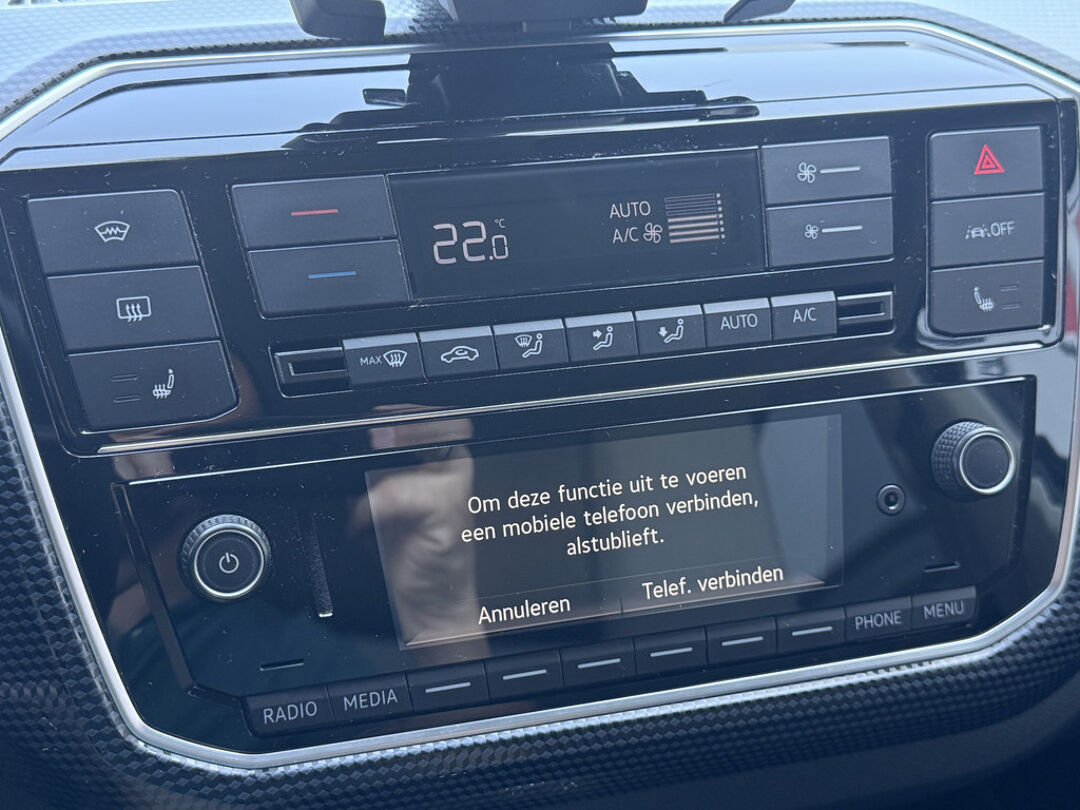 22.0 °C
AUTO
A/C
OFF
MAX
AUTO
A/C
Om deze functie uit te voeren
een mobiele telefoon verbinden,
alstublieft.
Annuleren
Telef. verbinden
RADIO
MEDIA
PHONE
MENU